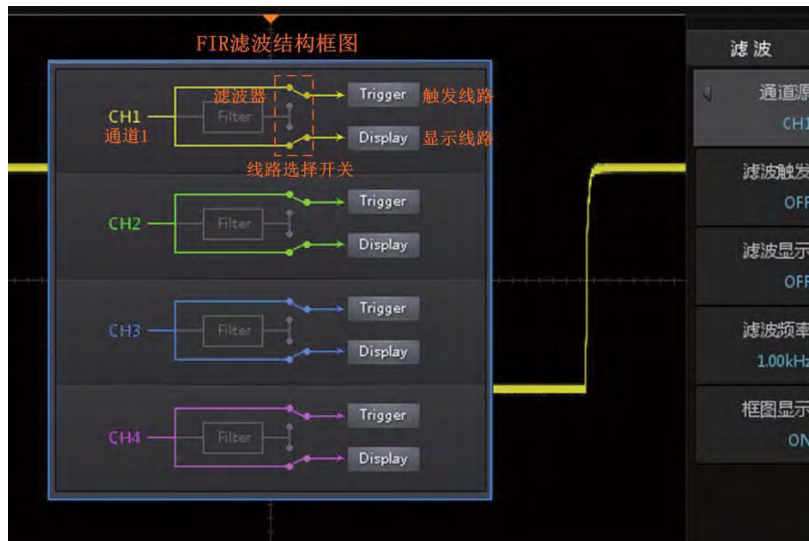 FIR滤波结构框图
滤波
滤波器
Trigger
触发线路
CH1
通道1
Filter
Display
显示线路
线路选择开关
CH2
Filter
Trigger
Display
CH3
Filter
Trigger
Display
CH4
Filter
Trigger
Display
通道源
CH1
滤波触发
OFF
滤波显示
OFF
滤波频率
1.00kHz
框图显示
ON